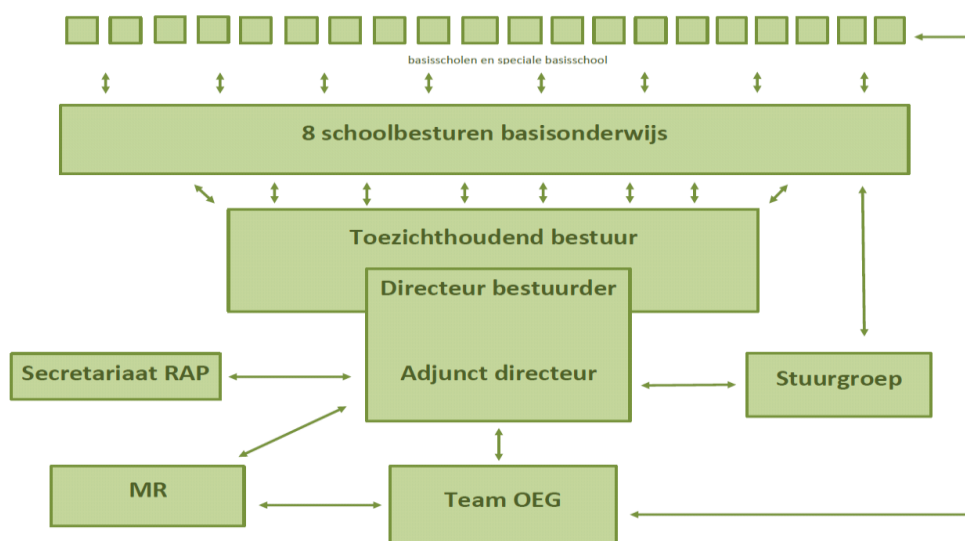 basisscholen en speciale basisschool
8 schoolbesturen basisonderwijs
Toezichthoudend bestuur
Directeur bestuurder
Secretariaat RAP
Adjunct directeur
Stuurgroep
MR
Team OEG